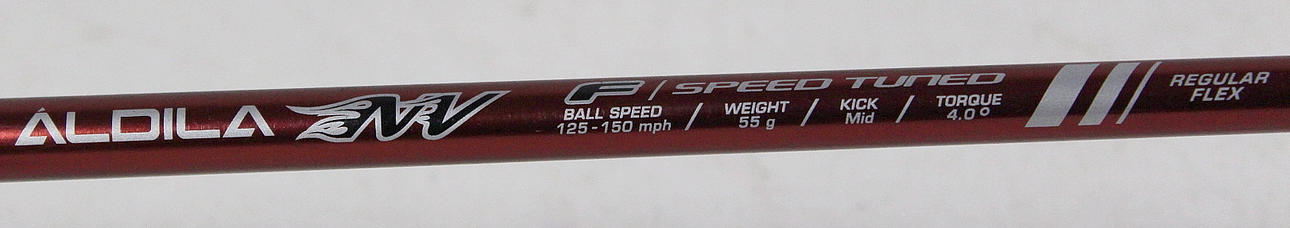 ALDILA NV
F / SPEED TUNED
BALL SPEED / WEIGHT / KICK / TORQUE
125-150 mph 55 g Mid 4.0°
REGULAR
FLEX